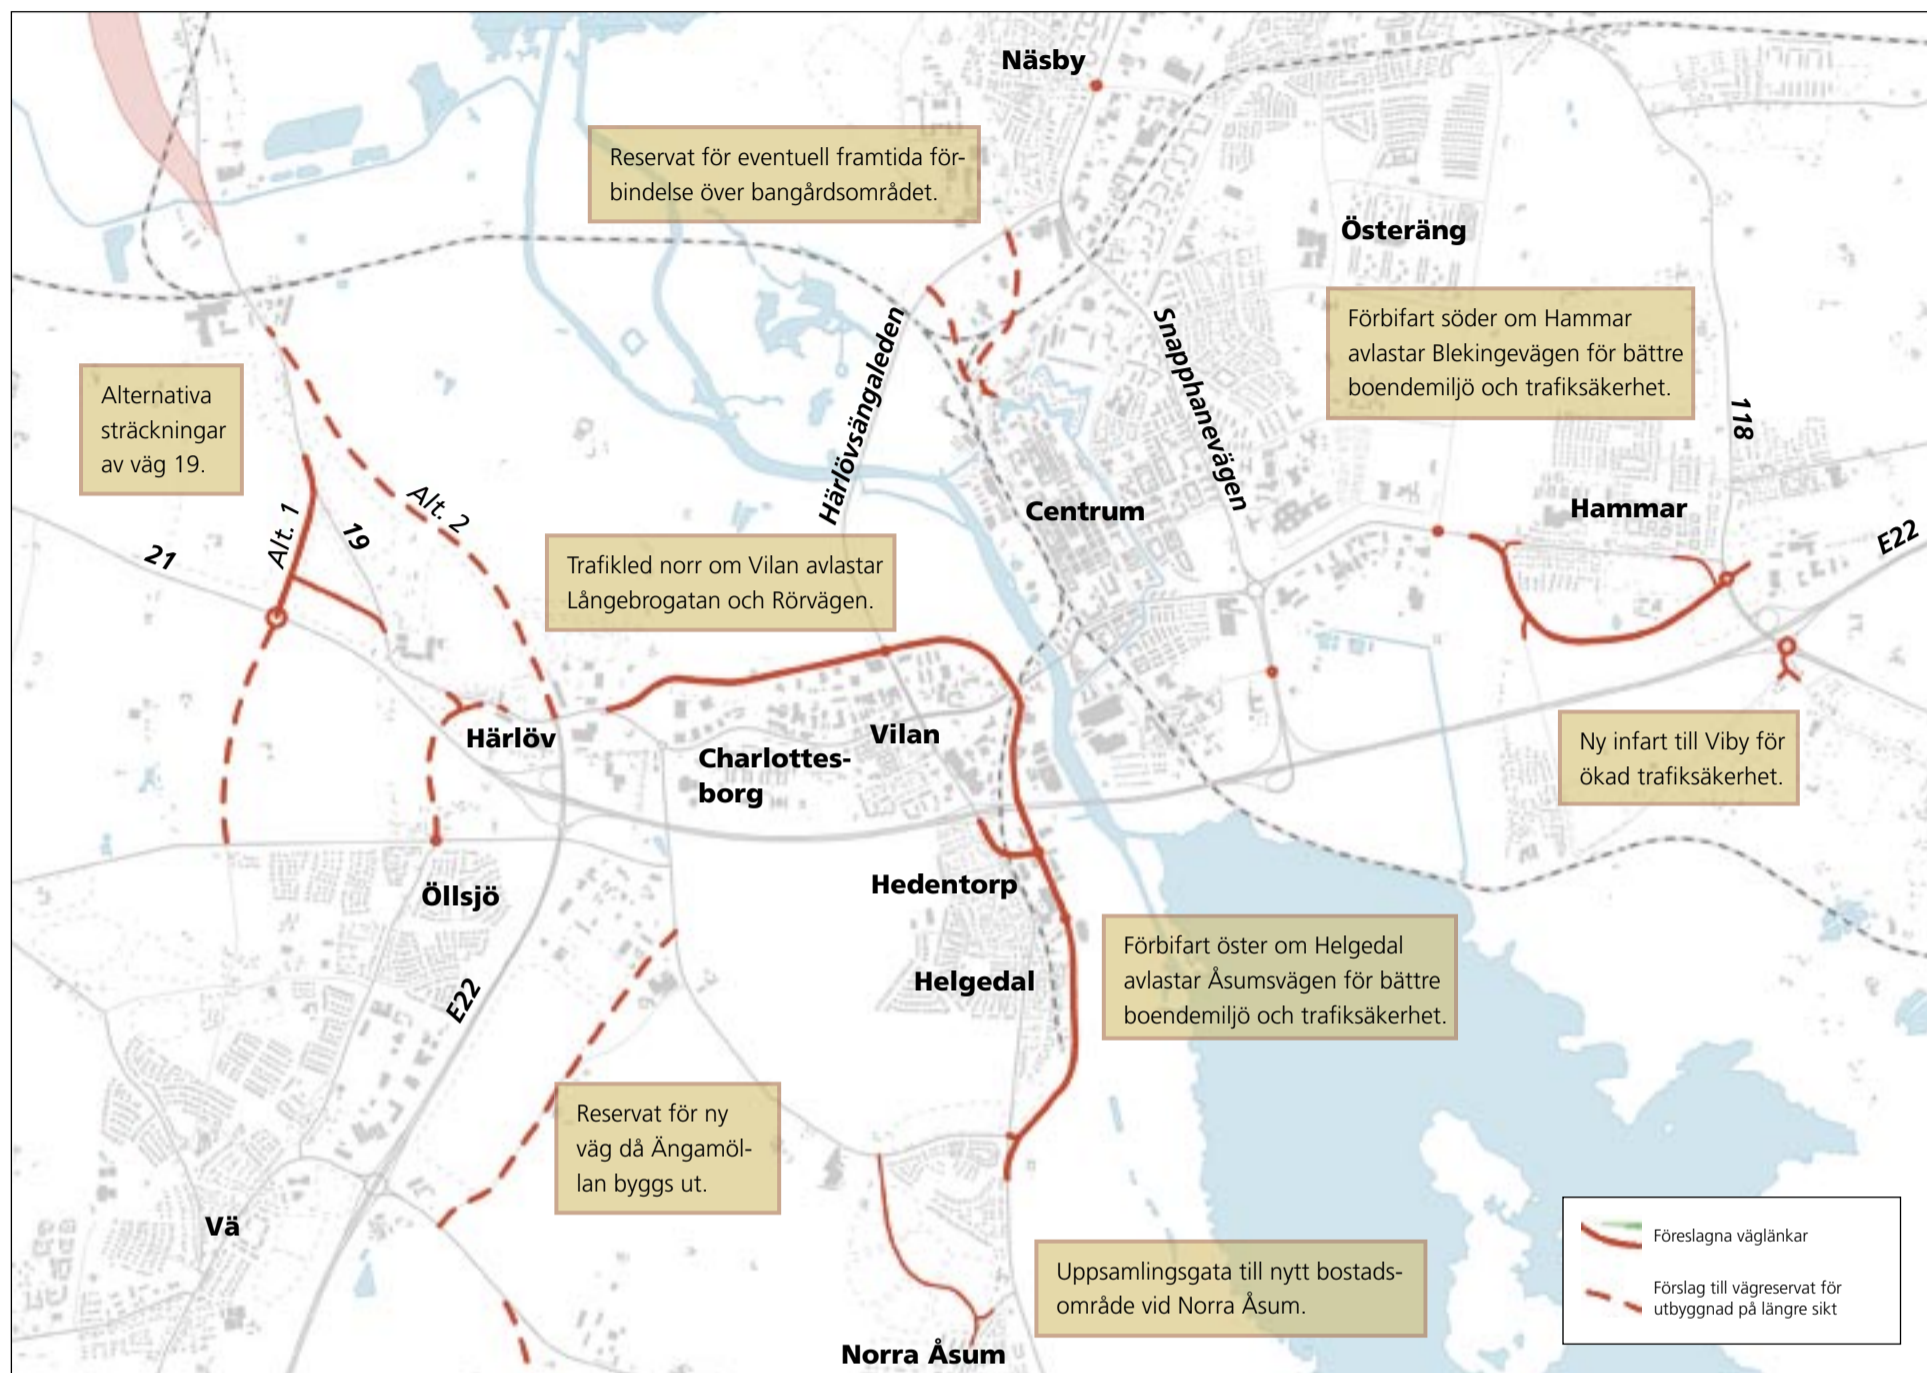 Näsby
Reservat för eventuell framtida för-
bindelse över bangårdsområdet.
Österäng
Förbifart söder om Hammar
avlastar Blekingevägen för bättre
boendemiljö och trafiksäkerhet.
Härlövsängaleden
Snapphanevägen
Alternativa
sträckningar
av väg 19.
118
Alt. 2
Alt. 1
19
21
Centrum
Hammar
E22
Trafikled norr om Vilan avlastar
Långebrogatan och Rörvägen.
Härlöv
Vilan
Charlottes-
borg
Ny infart till Viby för
ökad trafiksäkerhet.
Öllsjö
Hedentorp
Helgedal
E22
Förbifart öster om Helgedal
avlastar Åsumsvägen för bättre
boendemiljö och trafiksäkerhet.
Reservat för ny
väg då Ängamöl-
lan byggs ut.
Vä
Uppsamlingsgata till nytt bostads-
område vid Norra Åsum.
Norra Åsum
Föreslagna väglänkar
Förslag till vägreservat för
utbyggnad på längre sikt